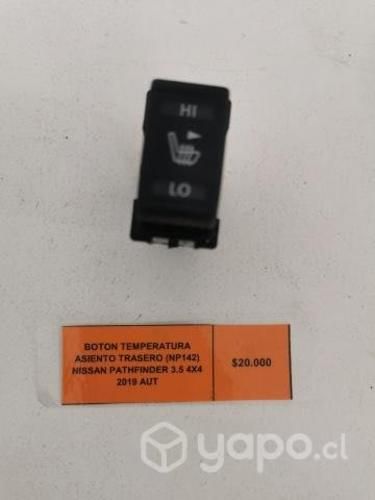 HI
LO
BOTON TEMPERATURA
ASIENTO TRASERO (NP142)
NISSAN PATHFINDER 3.5 4X4
2019 AUT
$20.000
yapo.cl